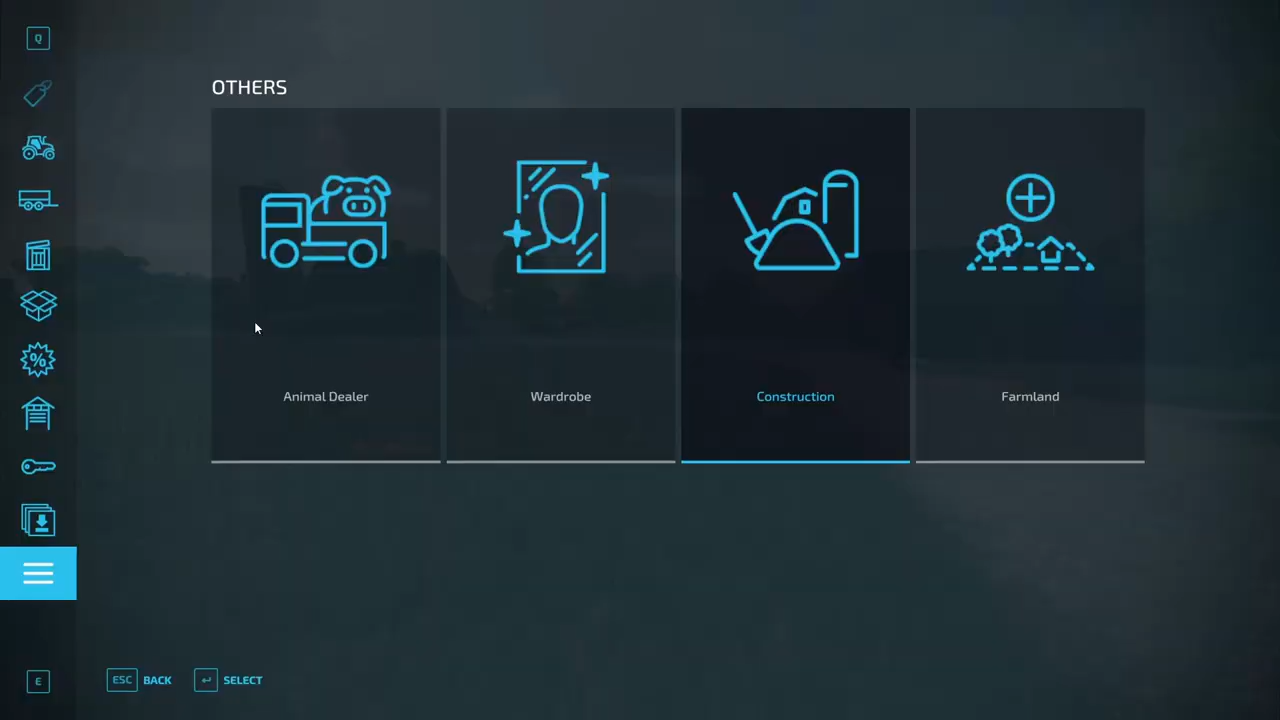 Q
OTHERS
%
Animal Dealer
Wardrobe
Construction
Farmland
E
ESC BACK
SELECT